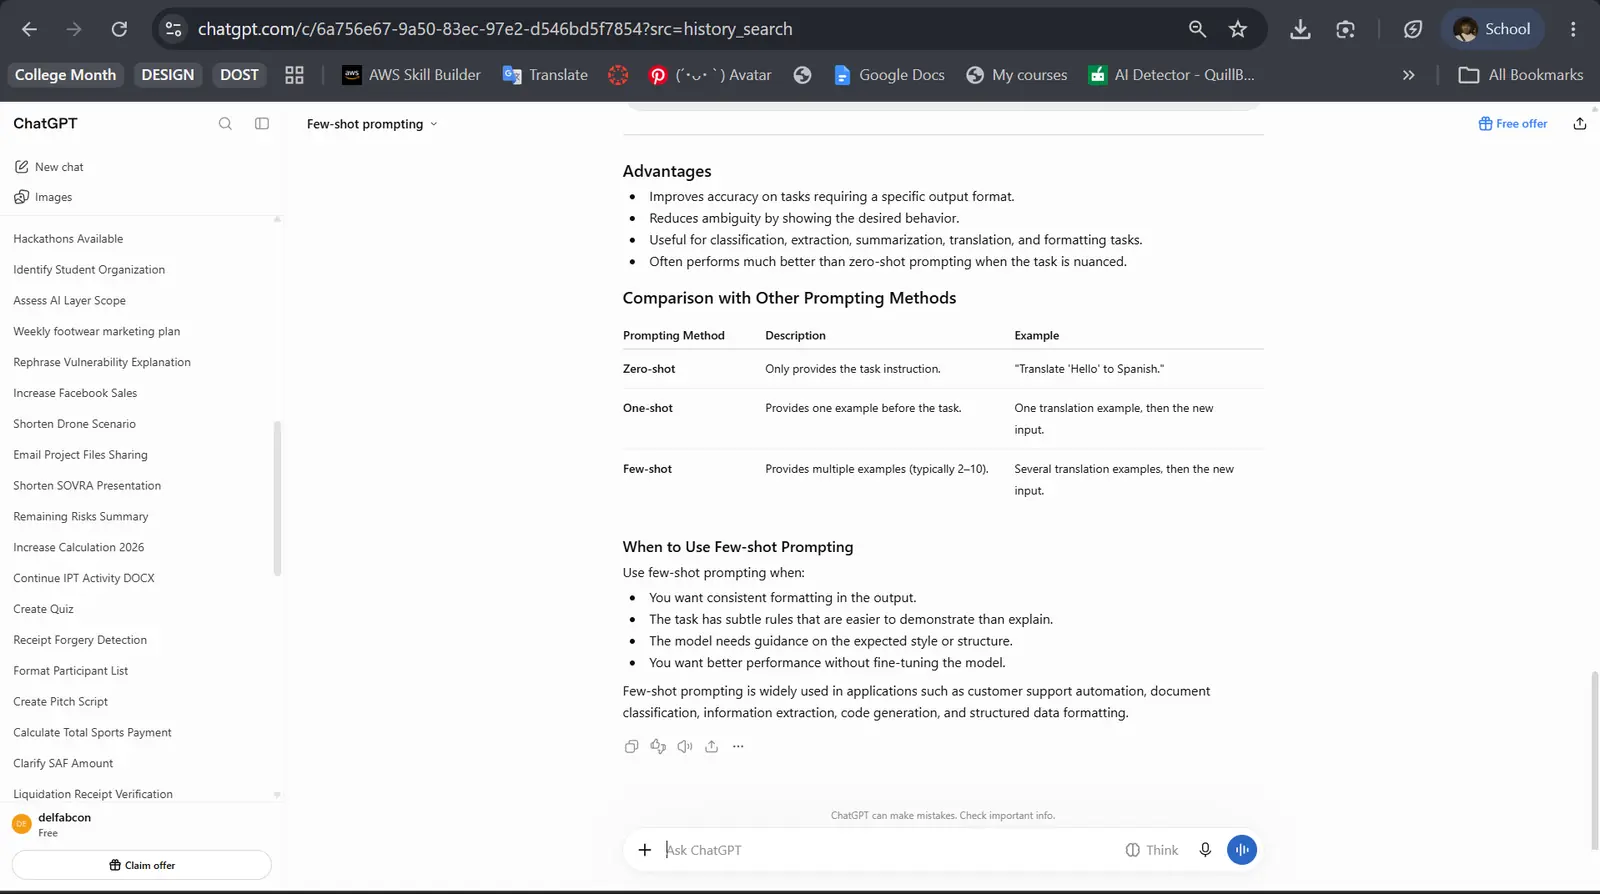 chatgpt.com/c/6a756e67-9a50-83ec-97e2-d546bd5f7854?src=history_search
School
College Month
DESIGN
DOST
aws
AWS Skill Builder
Translate
(´･ᴗ･ ` ) Avatar
Google Docs
My courses
AI Detector - QuillB...
All Bookmarks
ChatGPT
New chat
Images
Hackathons Available
Identify Student Organization
Assess AI Layer Scope
Weekly footwear marketing plan
Rephrase Vulnerability Explanation
Increase Facebook Sales
Shorten Drone Scenario
Email Project Files Sharing
Shorten SOVRA Presentation
Remaining Risks Summary
Increase Calculation 2026
Continue IPT Activity DOCX
Create Quiz
Receipt Forgery Detection
Format Participant List
Create Pitch Script
Calculate Total Sports Payment
Clarify SAF Amount
Liquidation Receipt Verification
DE
delfabcon
Free
Claim offer
Few-shot prompting
Free offer
Advantages
• Improves accuracy on tasks requiring a specific output format.
• Reduces ambiguity by showing the desired behavior.
• Useful for classification, extraction, summarization, translation, and formatting tasks.
• Often performs much better than zero-shot prompting when the task is nuanced.
Comparison with Other Prompting Methods
Prompting Method Description Example
Zero-shot Only provides the task instruction. "Translate 'Hello' to Spanish."
One-shot Provides one example before the task. One translation example, then the new
input.
Few-shot Provides multiple examples (typically 2–10). Several translation examples, then the new
input.
When to Use Few-shot Prompting
Use few-shot prompting when:
• You want consistent formatting in the output.
• The task has subtle rules that are easier to demonstrate than explain.
• The model needs guidance on the expected style or structure.
• You want better performance without fine-tuning the model.
Few-shot prompting is widely used in applications such as customer support automation, document
classification, information extraction, code generation, and structured data formatting.
ChatGPT can make mistakes. Check important info.
Ask ChatGPT
Think